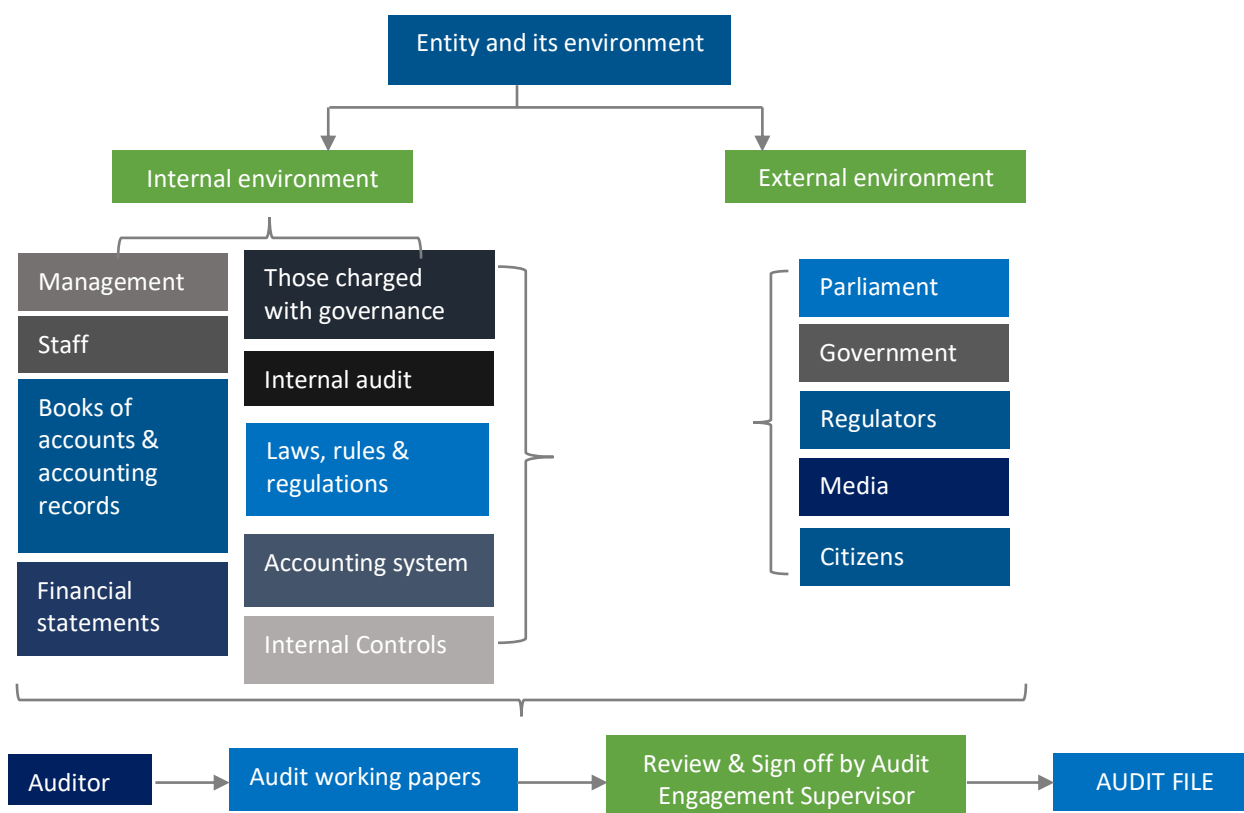 Entity and its environment
Internal environment
External environment
Management
Staff
Books of
accounts &
accounting
records
Financial
statements
Those charged
with governance
Internal audit
Laws, rules &
regulations
Accounting system
Internal Controls
Parliament
Government
Regulators
Media
Citizens
Auditor
Audit working papers
Review & Sign off by Audit
Engagement Supervisor
AUDIT FILE